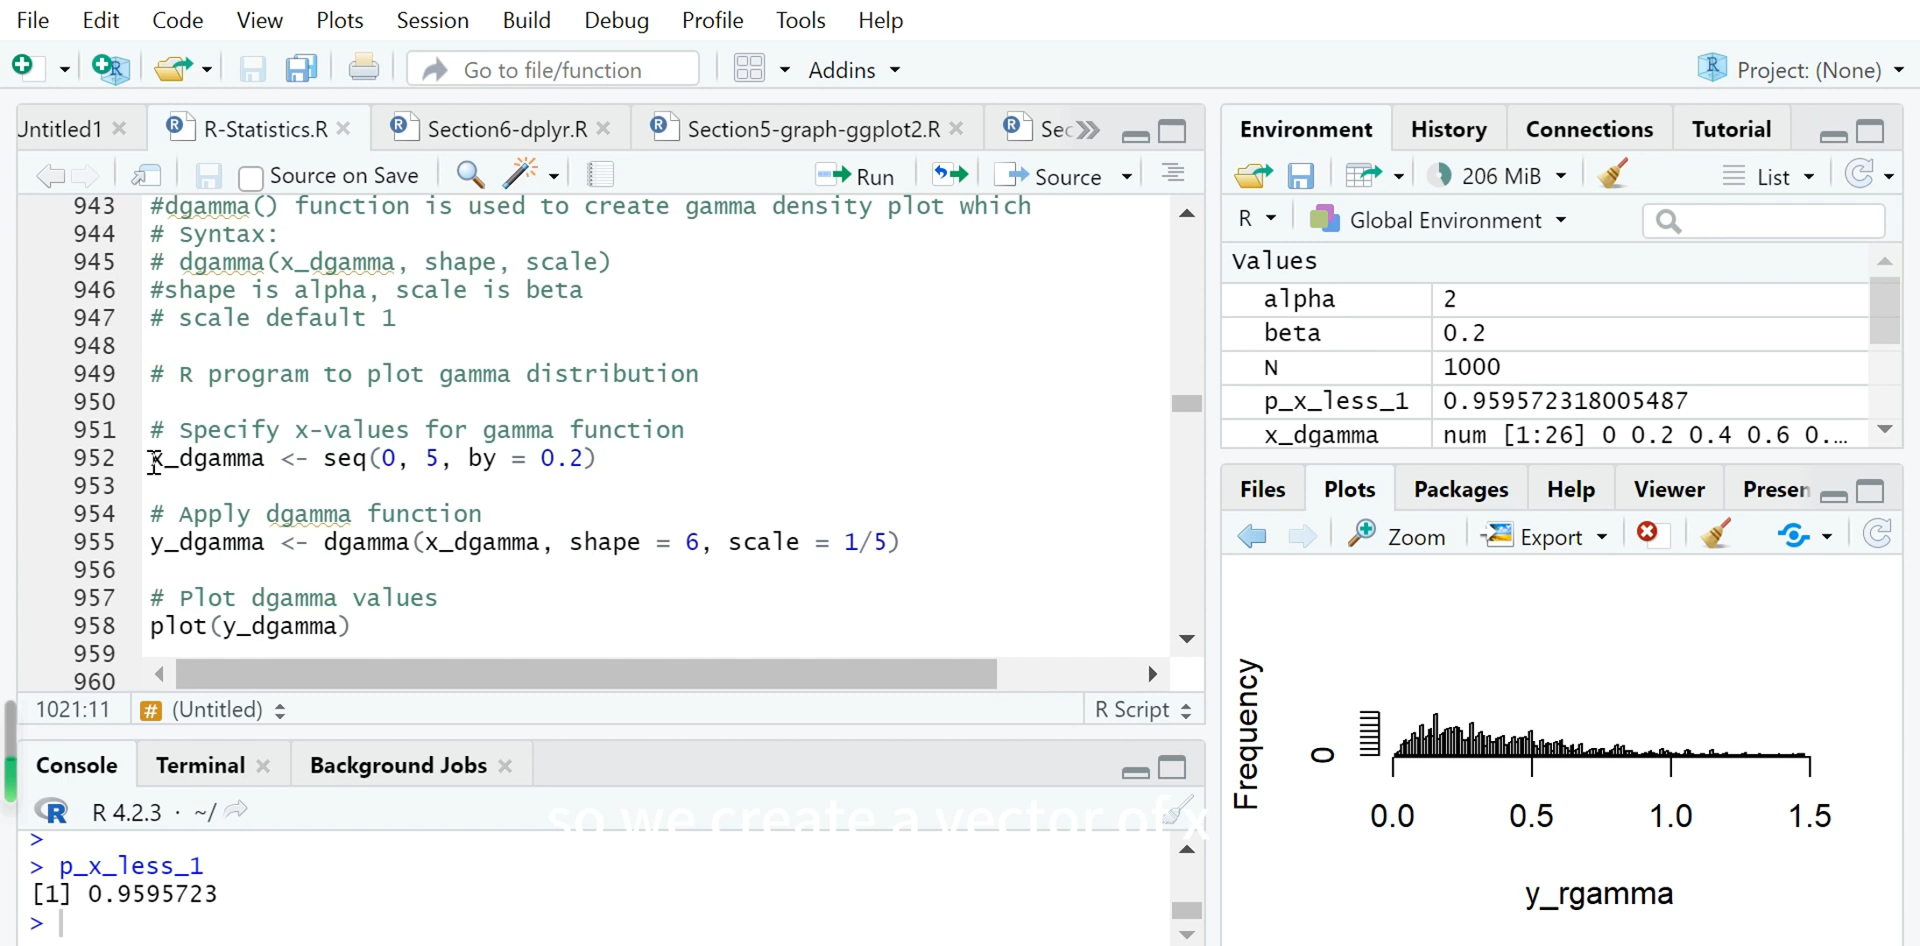 File Edit Code View Plots Session Build Debug Profile Tools Help
Go to file/function Addins Project: (None)
Untitled1 R-Statistics.R Section6-dplyr.R Section5-graph-ggplot2.R Sec
Source on Save Run Source
943 #dgamma() function is used to create gamma density plot which
944 # Syntax:
945 # dgamma(x_dgamma, shape, scale)
946 #shape is alpha, scale is beta
947 # scale default 1
948
949 # R program to plot gamma distribution
950
951 # Specify x-values for gamma function
952 x_dgamma <- seq(0, 5, by = 0.2)
953
954 # Apply dgamma function
955 y_dgamma <- dgamma(x_dgamma, shape = 6, scale = 1/5)
956
957 # Plot dgamma values
958 plot(y_dgamma)
959
960
1021:11 # (Untitled) R Script
Console Terminal Background Jobs
R 4.2.3 · ~/
so we create a vector of x
>
> p_x_less_1
[1] 0.9595723
>
Environment History Connections Tutorial
206 MiB List
R Global Environment
Values
alpha 2
beta 0.2
N 1000
p_x_less_1 0.959572318005487
x_dgamma num [1:26] 0 0.2 0.4 0.6 0....
Files Plots Packages Help Viewer Presen
Zoom Export
Frequency
0
0.0 0.5 1.0 1.5
y_rgamma